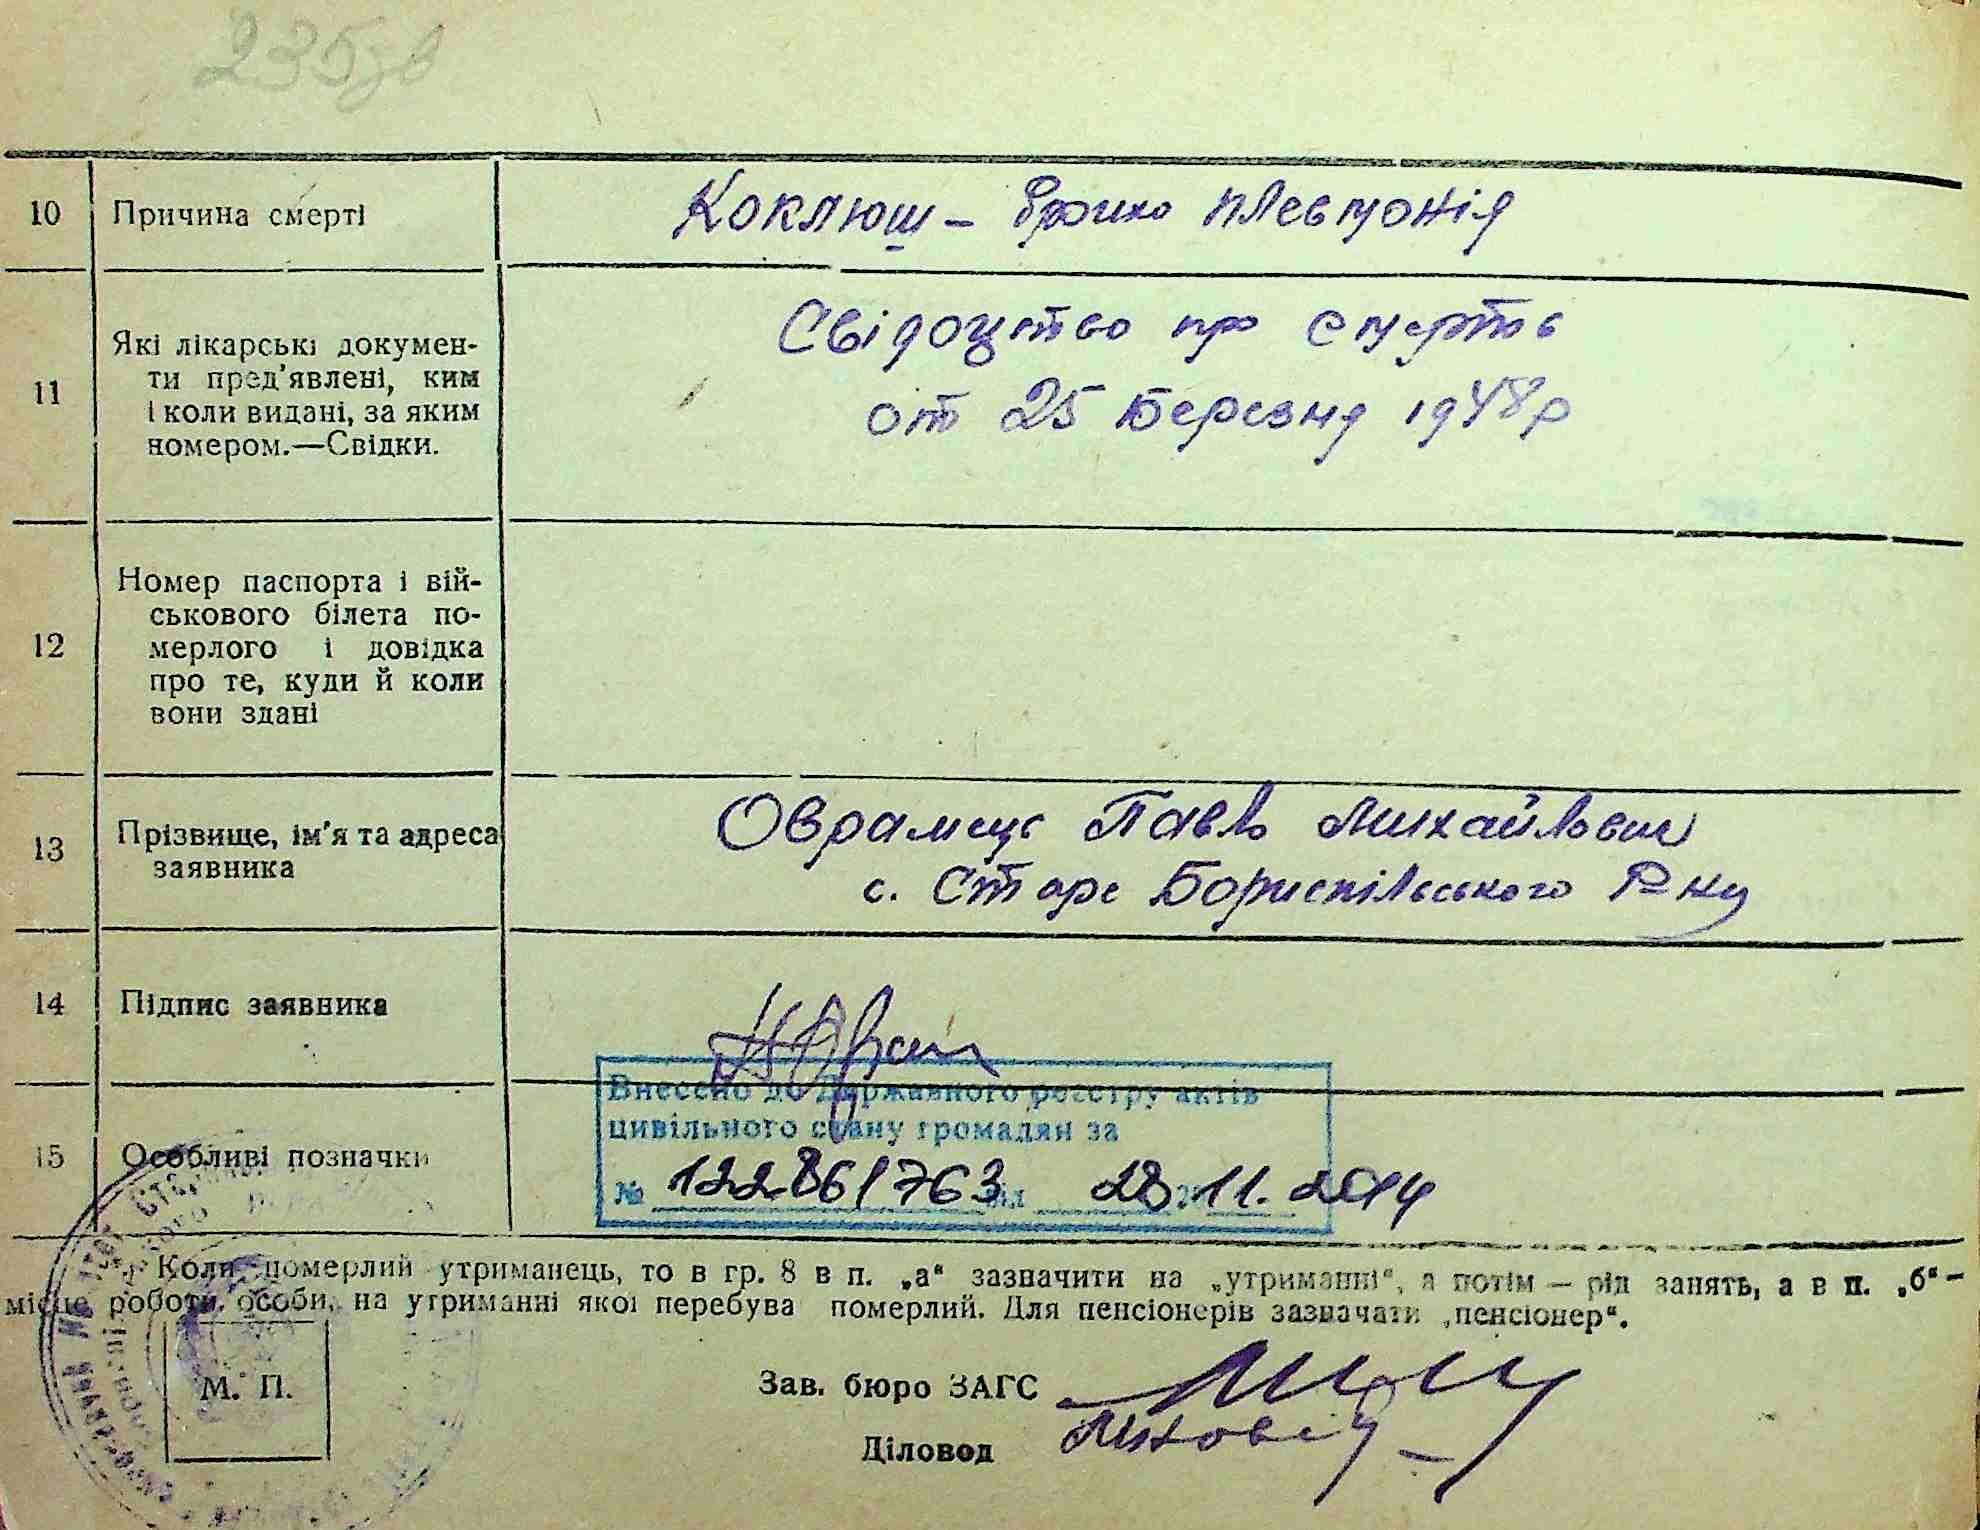 235зв
10 Причина смерті Коклюш – бронхо плевмонія
11 Які лікарські докумен-
ти пред'явлені, ким
і коли видані, за яким
номером.—Свідки.
Свідоцтво про смерть
от 25 Березня 1948р
12 Номер паспорта і вій-
ськового білета по-
мерлого і довідка
про те, куди й коли
вони здані
13 Прізвище, ім'я та адреса
заявника
Оврамець Павло Михайлович
с. Старе Бориспільського Р-ну
14 Підпис заявника
15 Особливі позначки
Внесено до Державного реєстру актів
цивільного стану громадян за
№ 122861763 від 28.11.2014
Коли померлий утриманець, то в гр. 8 в п. „а“ зазначити на „утриманні“, а потім — рід занять, а в п. „б“ —
місце роботи особи, на утриманні якої перебува померлий. Для пенсіонерів зазначати „пенсіонер“.
М. П.
Зав. бюро ЗАГС
Діловод